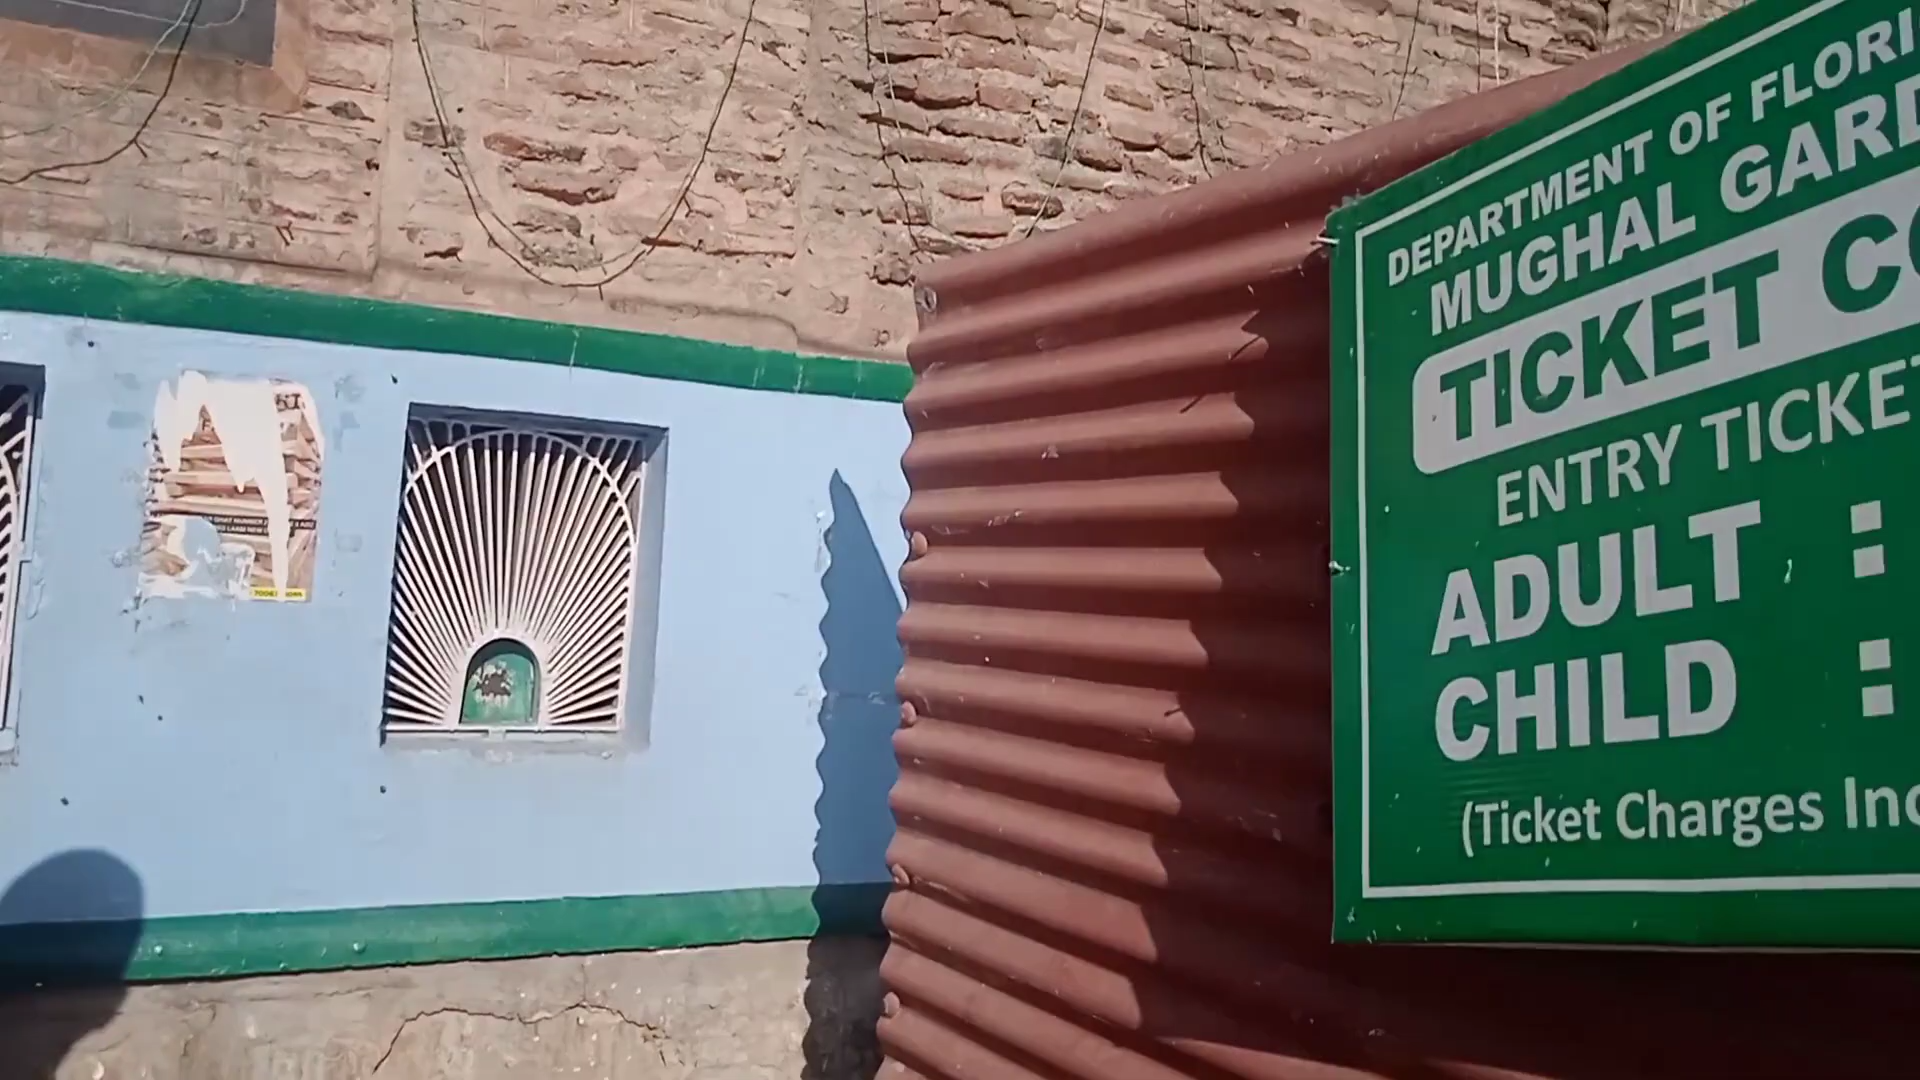 DEPARTMENT OF FLORI
MUGHAL GARD
TICKET CO
ENTRY TICKET
ADULT :
CHILD :
(Ticket Charges Inc